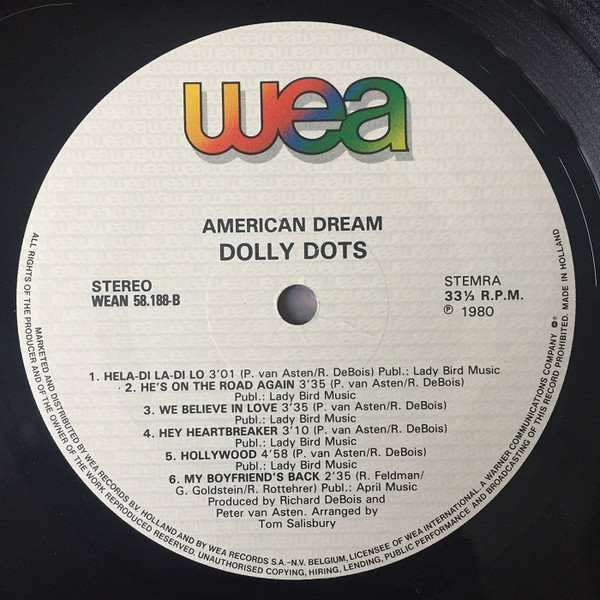 wea
AMERICAN DREAM
DOLLY DOTS
STEREO
WEAN 58.188-B
STEMRA
33⅓ R.P.M.
℗ 1980
1. HELA-DI LA-DI LO 3'01 (P. van Asten/R. DeBois) Publ.: Lady Bird Music
2. HE'S ON THE ROAD AGAIN 3'35 (P. van Asten/R. DeBois)
Publ.: Lady Bird Music
3. WE BELIEVE IN LOVE 3'35 (P. van Asten/R. DeBois)
Publ.: Lady Bird Music
4. HEY HEARTBREAKER 3'10 (P. van Asten/R. DeBois)
Publ.: Lady Bird Music
5. HOLLYWOOD 4'58 (P. van Asten/R. DeBois)
Publ.: Lady Bird Music
6. MY BOYFRIEND'S BACK 2'35 (R. Feldman/
G. Goldstein/R. Rottehrer) Publ.: April Music
Produced by Richard DeBois and
Peter van Asten. Arranged by
Tom Salisbury
MARKETED AND DISTRIBUTED BY WEA RECORDS B.V. HOLLAND AND BY WEA RECORDS S.A.-N.V. BELGIUM, LICENSEE OF WEA INTERNATIONAL, A WARNER COMMUNICATIONS COMPANY
ALL RIGHTS OF THE PRODUCER AND OF THE OWNER OF THE WORK REPRODUCED RESERVED. UNAUTHORISED COPYING, HIRING, LENDING, PUBLIC PERFORMANCE AND BROADCASTING OF THIS RECORD PROHIBITED. MADE IN HOLLAND